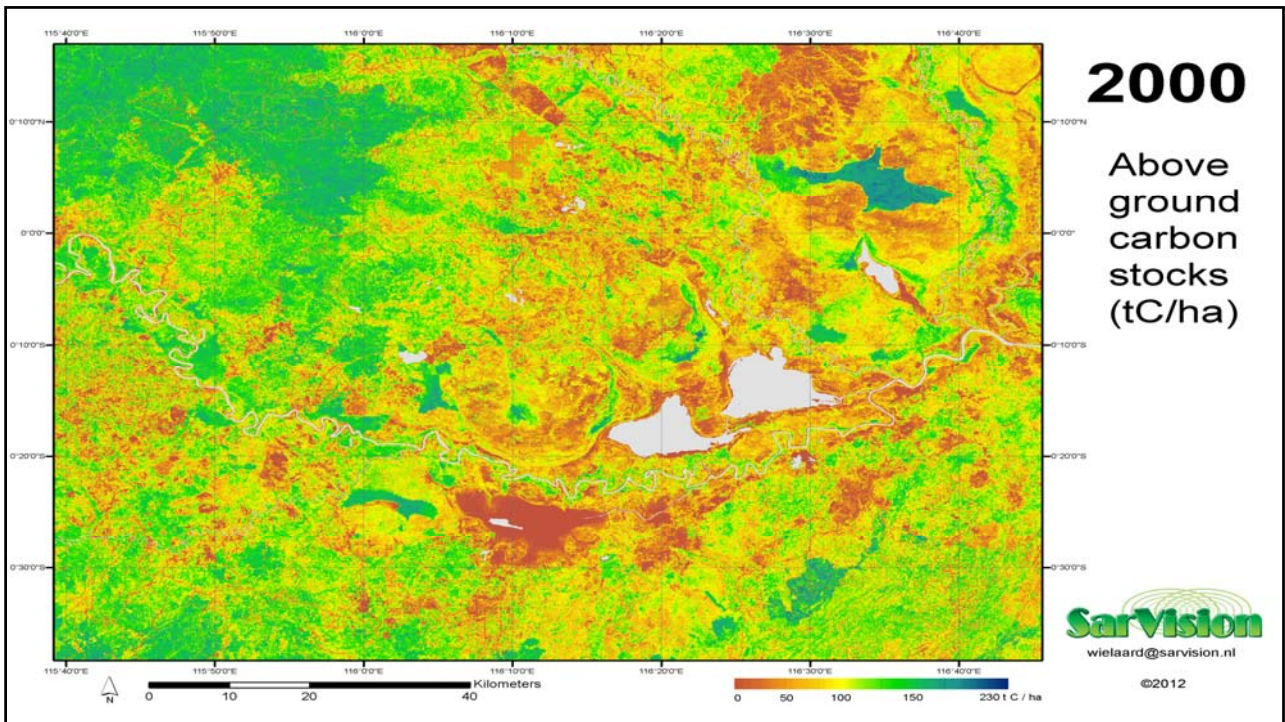 115°40'0"E 115°50'0"E 116°0'0"E 116°10'0"E 116°20'0"E 116°30'0"E 116°40'0"E
2000
0°10'0"N 0°10'0"N
Above
ground
carbon
stocks
(tC/ha)
0°0'0" 0°0'0"
0°10'0"S 0°10'0"S
0°20'0"S 0°20'0"S
0°30'0"S 0°30'0"S
SarVision
wielaard@sarvision.nl
115°40'0"E 115°50'0"E 116°0'0"E 116°10'0"E 116°20'0"E 116°30'0"E 116°40'0"E
©2012
N
Kilometers
0 10 20 40
0 50 100 150 230 t C / ha